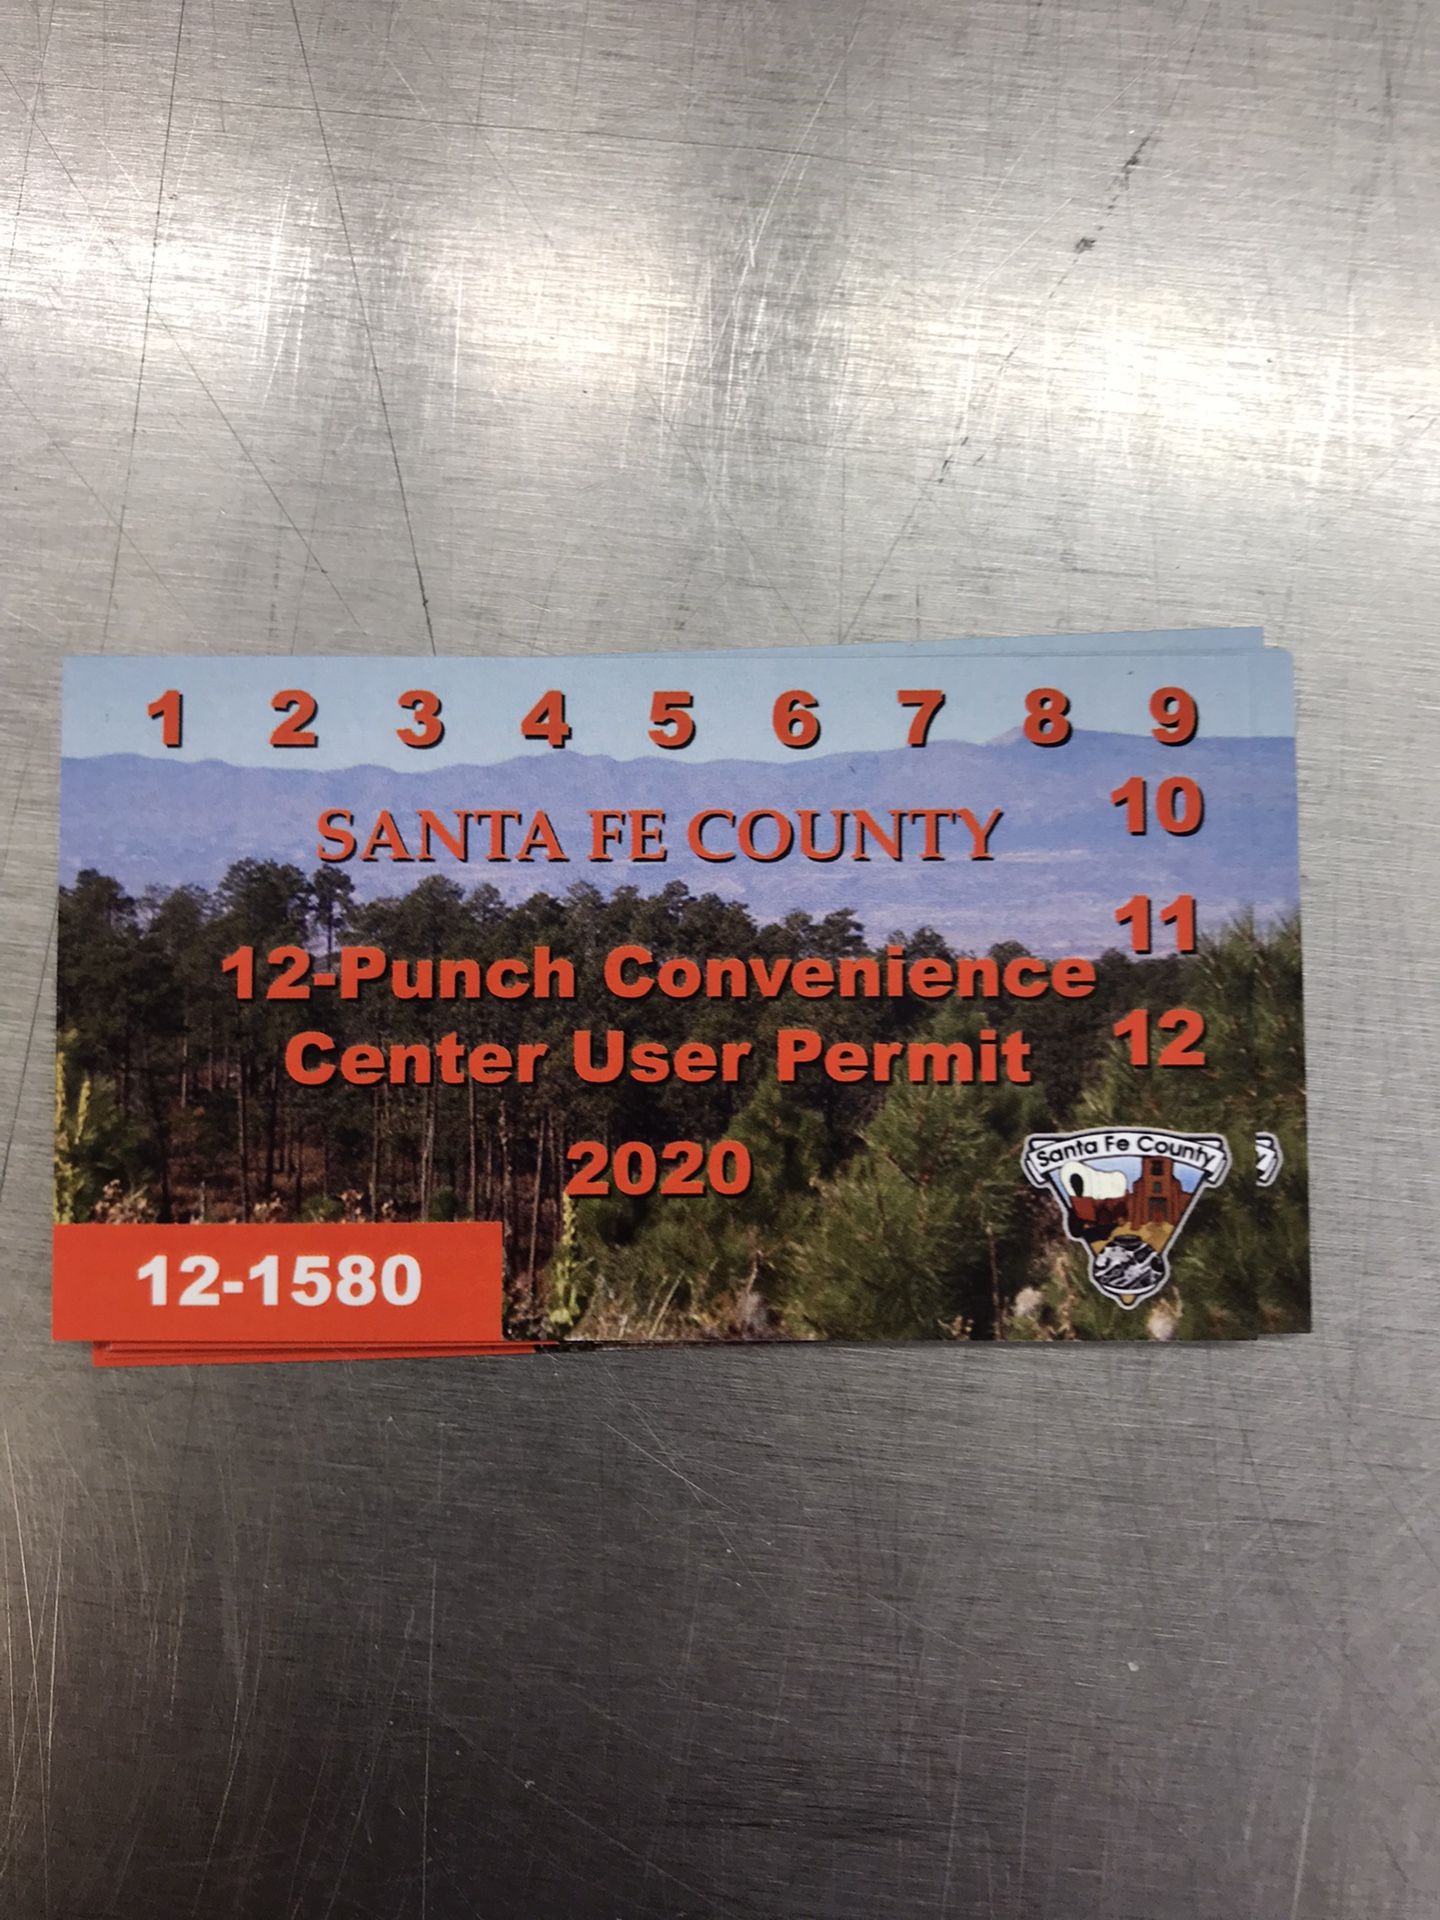 1 2 3 4 5 6 7 8 9
10
SANTA FE COUNTY
11
12-Punch Convenience
Center User Permit
12
2020
Santa Fe County
12-1580